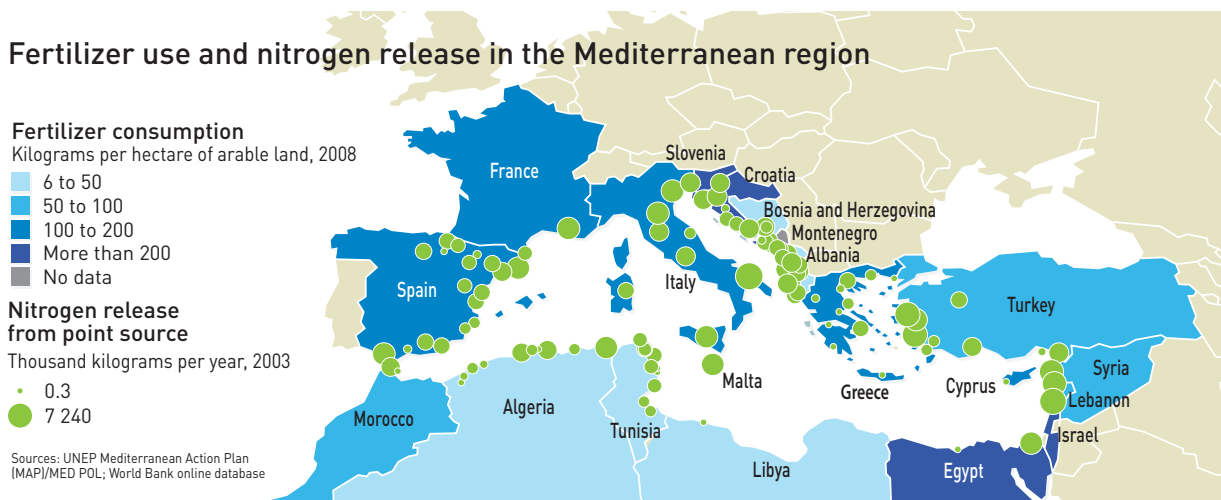 Fertilizer use and nitrogen release in the Mediterranean region
Fertilizer consumption
Kilograms per hectare of arable land, 2008
6 to 50
50 to 100
100 to 200
More than 200
No data
Nitrogen release
from point source
Thousand kilograms per year, 2003
0.3
7 240
Sources: UNEP Mediterranean Action Plan
(MAP)/MED POL; World Bank online database
Slovenia
Croatia
France
Bosnia and Herzegovina
Montenegro
Albania
Italy
Spain
Turkey
Syria
Malta
Greece
Cyprus
Lebanon
Morocco
Algeria
Tunisia
Israel
Libya
Egypt